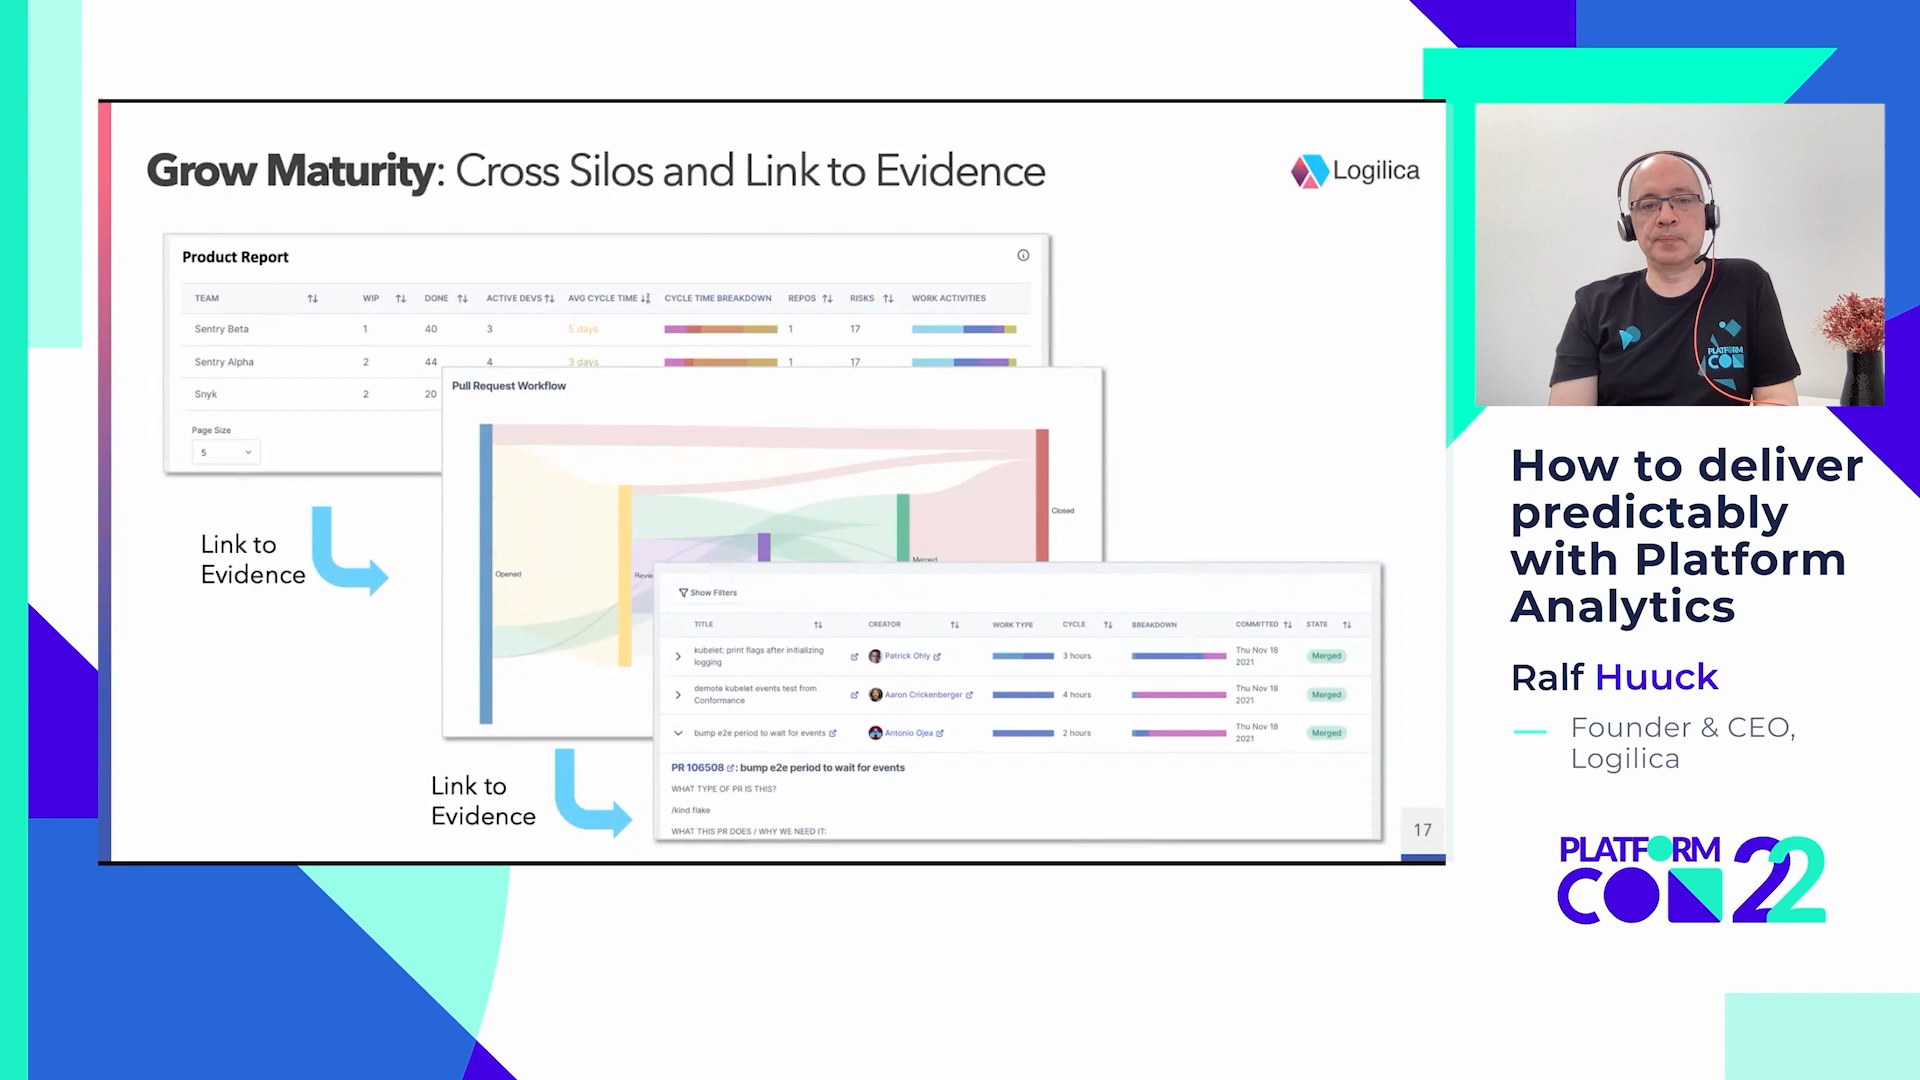 Grow Maturity: Cross Silos and Link to Evidence
Logilica
Product Report
TEAM WIP DONE ACTIVE DEVS AVG CYCLE TIME CYCLE TIME BREAKDOWN REPOS RISKS WORK ACTIVITIES
Sentry Beta 1 40 3 5 days 1 17
Sentry Alpha 2 44 4 3 days 1 17
Snyk 2 20
Page Size
5
Pull Request Workflow
Opened
Closed
Merged
Link to
Evidence
Show Filters
TITLE CREATOR WORK TYPE CYCLE BREAKDOWN COMMITTED STATE
kubelet: print flags after initializing
logging
Patrick Ohly 3 hours Thu Nov 18
2021
Merged
demote kubelet events test from
Conformance
Aaron Crickenberger 4 hours Thu Nov 18
2021
Merged
bump e2e period to wait for events Antonio Ojea 2 hours Thu Nov 18
2021
Merged
PR 106508 : bump e2e period to wait for events
WHAT TYPE OF PR IS THIS?
/kind flake
WHAT THIS PR DOES / WHY WE NEED IT:
Link to
Evidence
17
PLATFORM
CON
How to deliver
predictably
with Platform
Analytics
Ralf Huuck
Founder & CEO,
Logilica
PLATFORM
CON 22